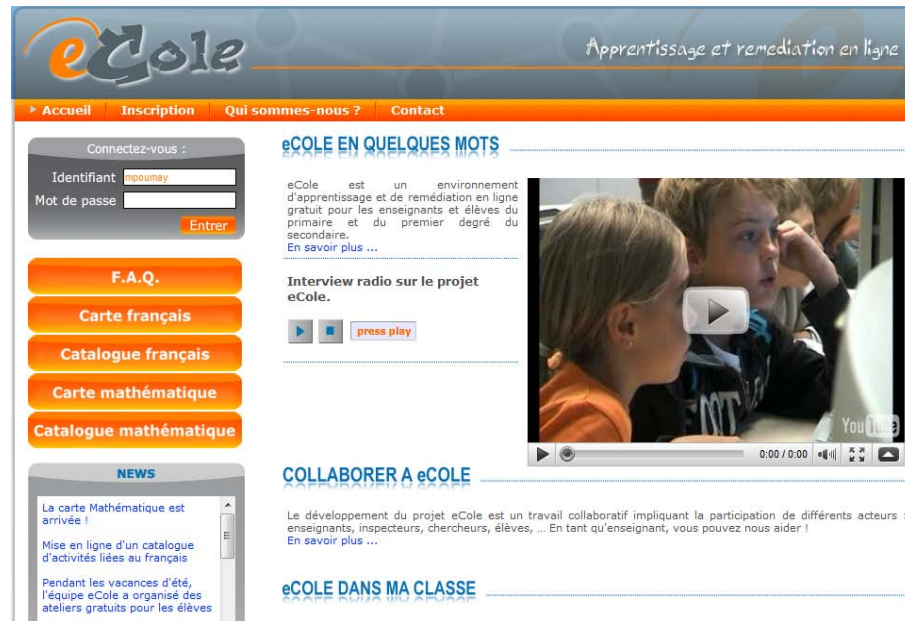 eCole
Apprentissage et remediation en ligne
Accueil
Inscription
Qui sommes-nous ?
Contact
Connectez-vous :
Identifiant mpoumay
Mot de passe
Entrer
F.A.Q.
Carte français
Catalogue français
Carte mathématique
Catalogue mathématique
NEWS
La carte Mathématique est
arrivée !
Mise en ligne d'un catalogue
d'activités liées au français
Pendant les vacances d'été,
l'équipe eCole a organisé des
ateliers gratuits pour les élèves
eCOLE EN QUELQUES MOTS
eCole est un environnement
d'apprentissage et de remédiation en ligne
gratuit pour les enseignants et élèves du
primaire et du premier degré du
secondaire.
En savoir plus ...
Interview radio sur le projet
eCole.
press play
YouTube
0:00 / 0:00
COLLABORER A eCOLE
Le développement du projet eCole est un travail collaboratif impliquant la participation de différents acteurs :
enseignants, inspecteurs, chercheurs, élèves, ... En tant qu'enseignant, vous pouvez nous aider !
En savoir plus ...
eCOLE DANS MA CLASSE